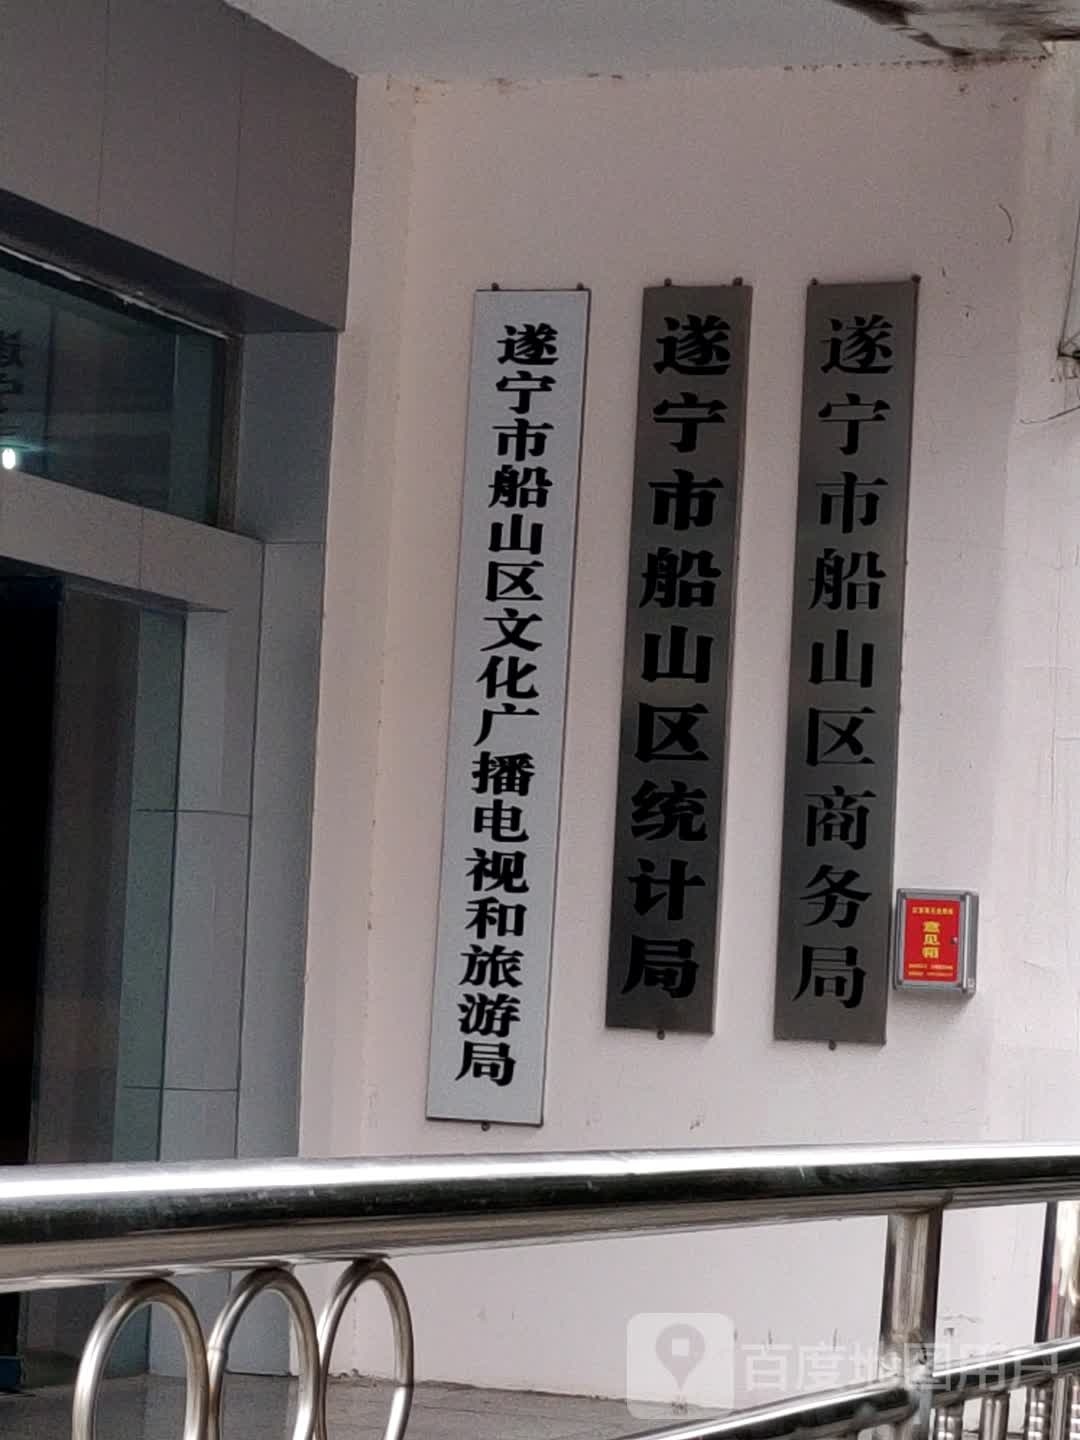 遂宁市船山区文化广播电视和旅游局
遂宁市船山区统计局
遂宁市船山区商务局
意见箱
百度地图用户